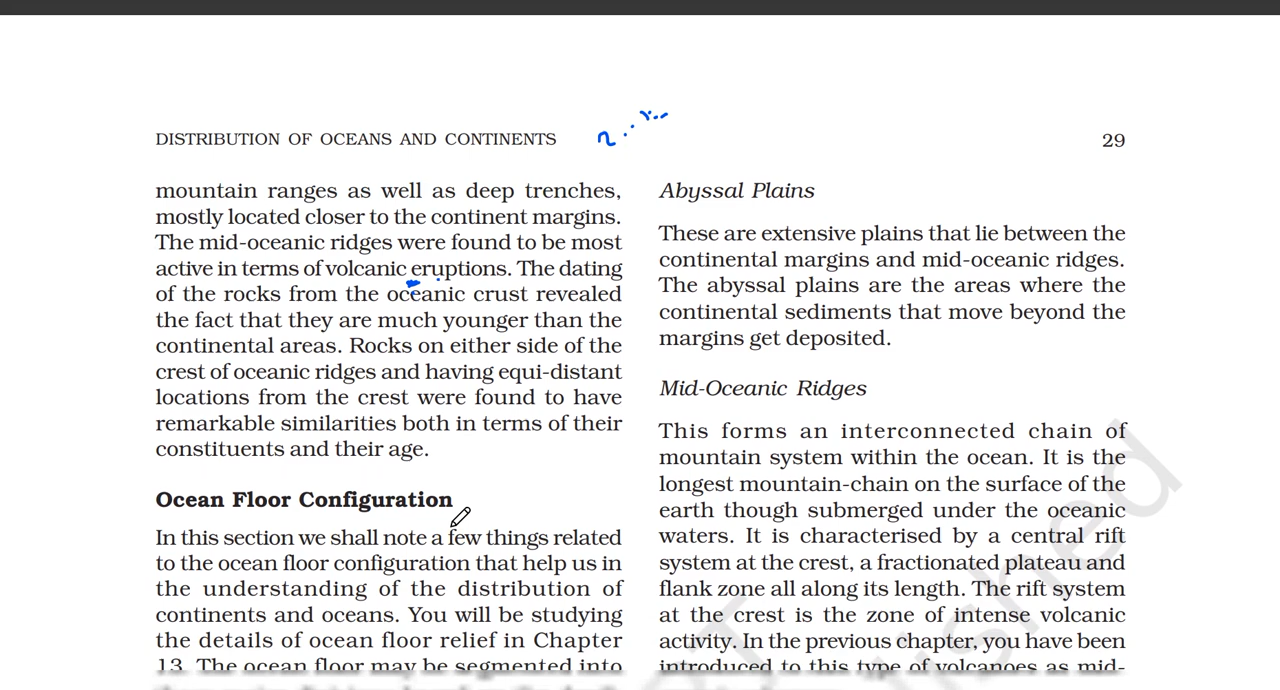 DISTRIBUTION OF OCEANS AND CONTINENTS
29
mountain ranges as well as deep trenches,
mostly located closer to the continent margins.
The mid-oceanic ridges were found to be most
active in terms of volcanic eruptions. The dating
of the rocks from the oceanic crust revealed
the fact that they are much younger than the
continental areas. Rocks on either side of the
crest of oceanic ridges and having equi-distant
locations from the crest were found to have
remarkable similarities both in terms of their
constituents and their age.
Ocean Floor Configuration
In this section we shall note a few things related
to the ocean floor configuration that help us in
the understanding of the distribution of
continents and oceans. You will be studying
the details of ocean floor relief in Chapter
13. The ocean floor may be segmented into
Abyssal Plains
These are extensive plains that lie between the
continental margins and mid-oceanic ridges.
The abyssal plains are the areas where the
continental sediments that move beyond the
margins get deposited.
Mid-Oceanic Ridges
This forms an interconnected chain of
mountain system within the ocean. It is the
longest mountain-chain on the surface of the
earth though submerged under the oceanic
waters. It is characterised by a central rift
system at the crest, a fractionated plateau and
flank zone all along its length. The rift system
at the crest is the zone of intense volcanic
activity. In the previous chapter, you have been
introduced to this type of volcanoes as mid-